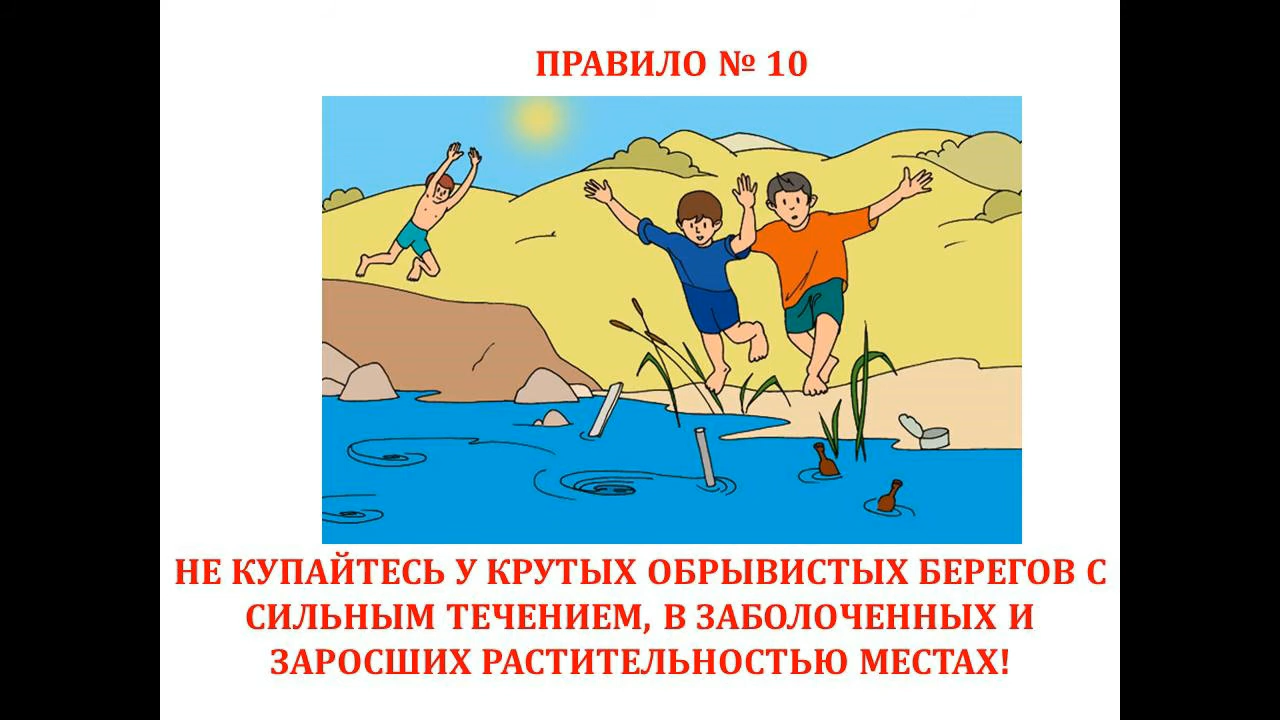 ПРАВИЛО № 10
НЕ КУПАЙТЕСЬ У КРУТЫХ ОБРЫВИСТЫХ БЕРЕГОВ С
СИЛЬНЫМ ТЕЧЕНИЕМ, В ЗАБОЛОЧЕННЫХ И
ЗАРОСШИХ РАСТИТЕЛЬНОСТЬЮ МЕСТАХ!